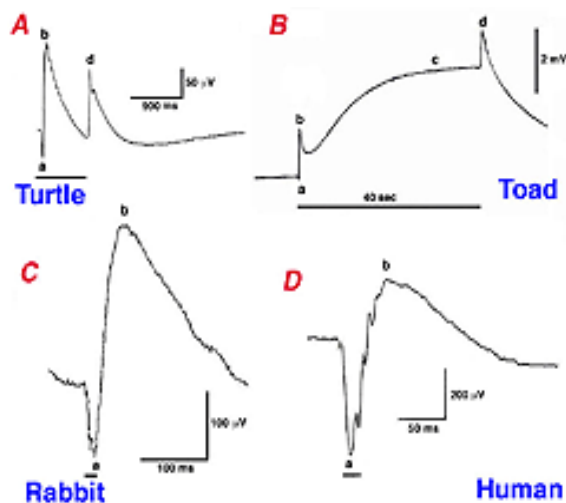 A
b
d
a
50 µV
500 ms
Turtle
B
b
a
c
d
2 mV
40 sec
Toad
C
b
a
100 µV
100 ms
Rabbit
D
b
a
200 µV
50 ms
Human